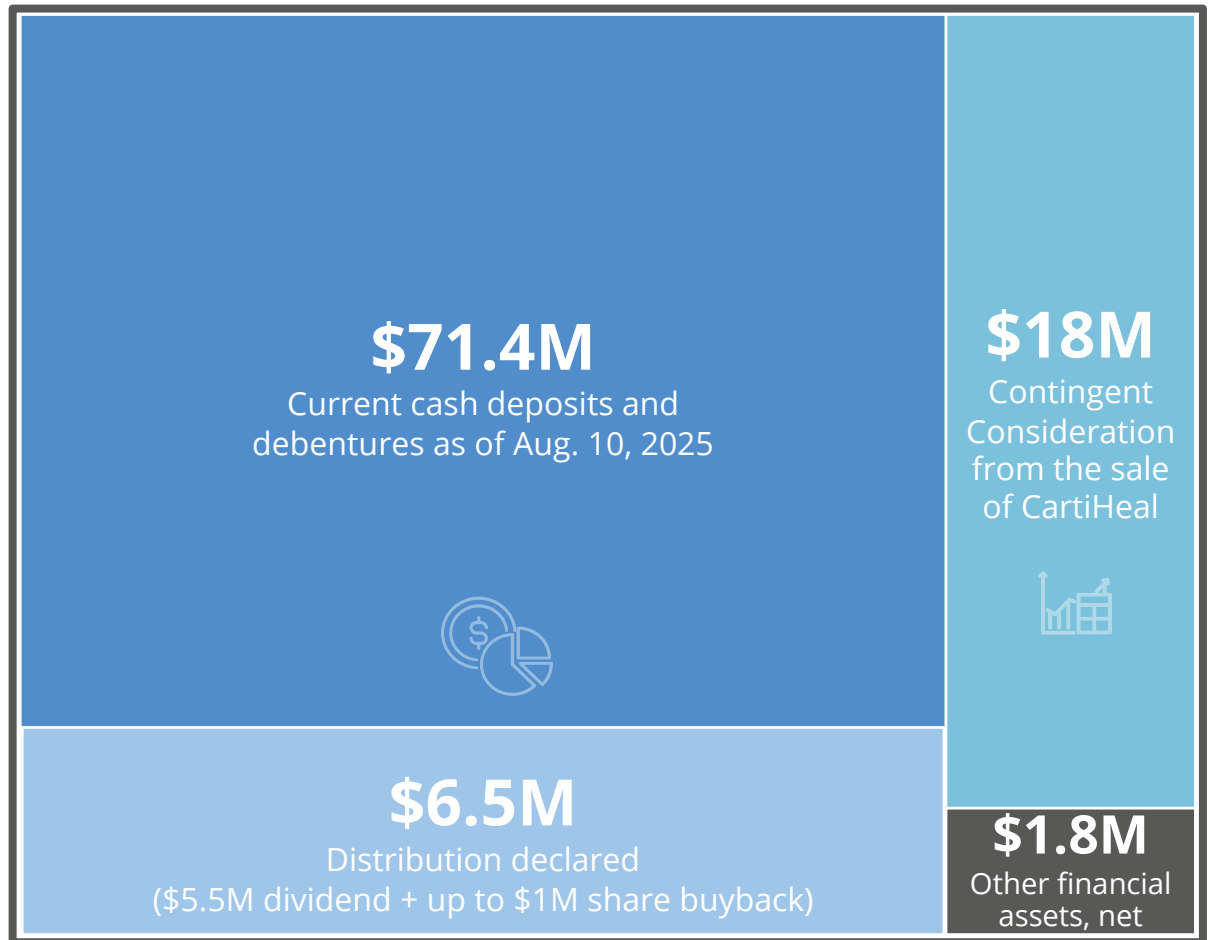 $71.4M
Current cash deposits and
debentures as of Aug. 10, 2025
$18M
Contingent
Consideration
from the sale
of CartiHeal
$6.5M
Distribution declared
($5.5M dividend + up to $1M share buyback)
$1.8M
Other financial
assets, net